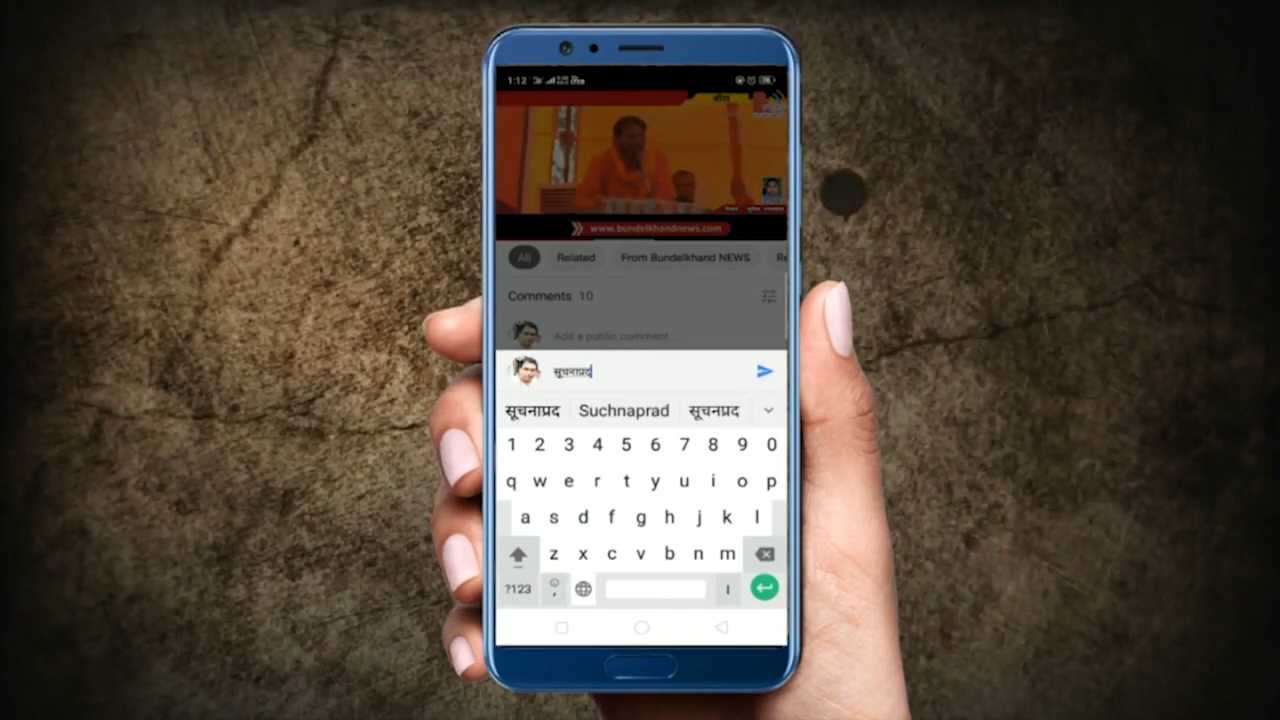 1:12
बाँदा
www.bundelkhandnews.com
All Related From Bundelkhand NEWS Re
Comments 10
Add a public comment...
सूचनाप्रद
सूचनाप्रद Suchnaprad सूचनप्रद
1 2 3 4 5 6 7 8 9 0
q w e r t y u i o p
a s d f g h j k l
z x c v b n m
?123 , ।